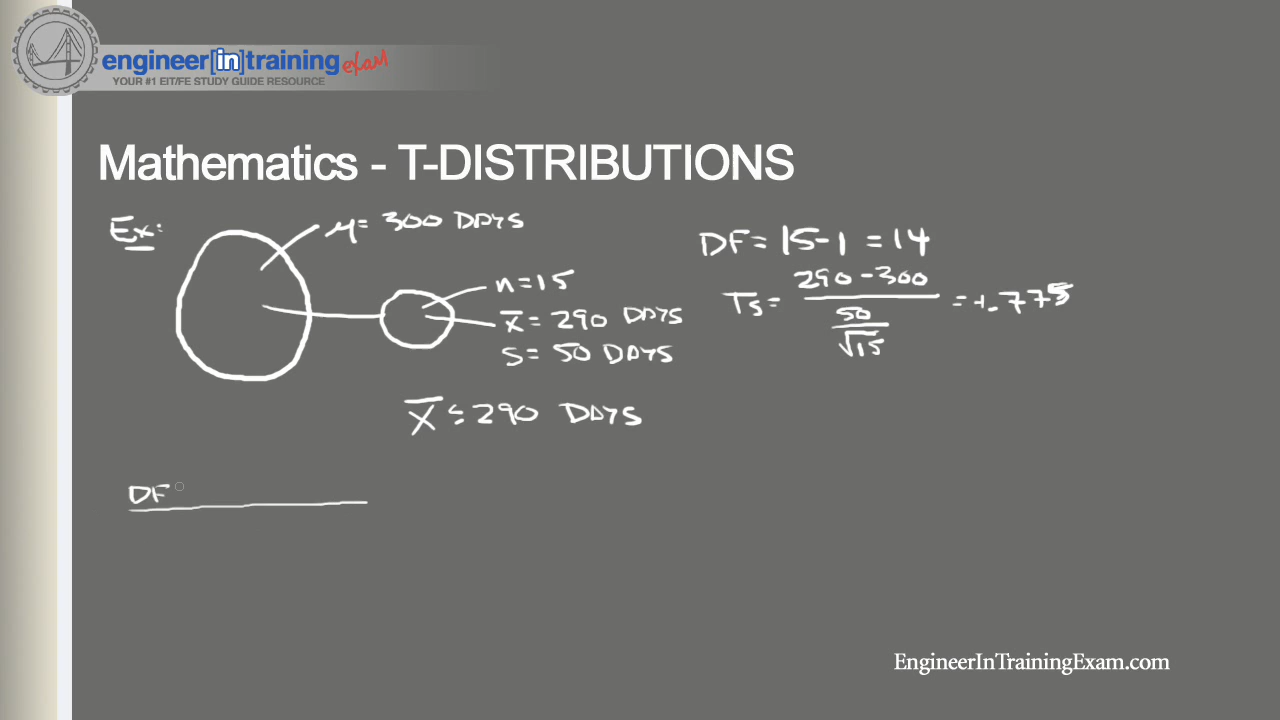 engineer[in]training exam
YOUR #1 EIT/FE STUDY GUIDE RESOURCE
Mathematics - T-DISTRIBUTIONS
Ex:
μ= 300 DAYS
n=15
x̅= 290 DAYS
S= 50 DAYS
X̅ ≤ 290 DAYS
DF= 15-1 =14
290-300
Ts= =+-.775
50
√15
DF
EngineerInTrainingExam.com